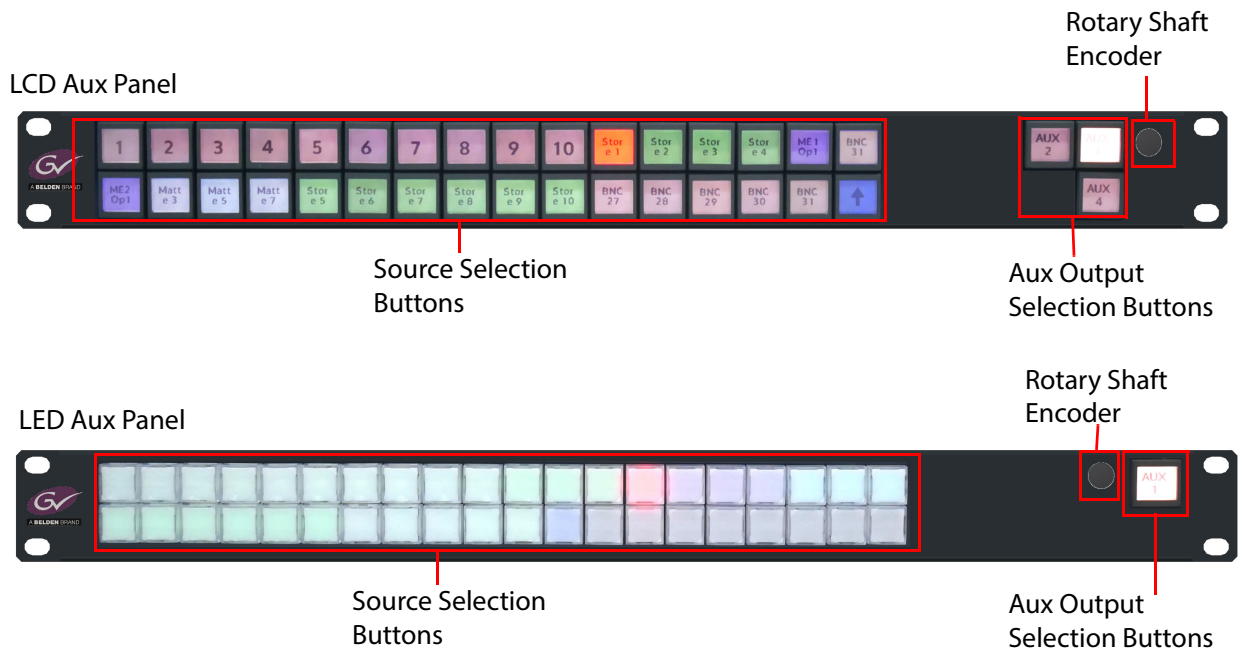 Rotary Shaft
Encoder
LCD Aux Panel
1 2 3 4 5 6 7 8 9 10 Stor e 1 Stor e 2 Stor e 3 Stor e 4 ME1 Op1 BNC 31
AUX 2
GV
A BELDEN BRAND
ME2 Op1 Matt e 3 Matt e 5 Matt e 7 Stor e 5 Stor e 6 Stor e 7 Stor e 8 Stor e 9 Stor e 10 BNC 27 BNC 28 BNC 29 BNC 30 BNC 31
AUX 4
Source Selection
Buttons
Aux Output
Selection Buttons
Rotary Shaft
Encoder
LED Aux Panel
GV
A BELDEN BRAND
AUX 1
Source Selection
Buttons
Aux Output
Selection Buttons